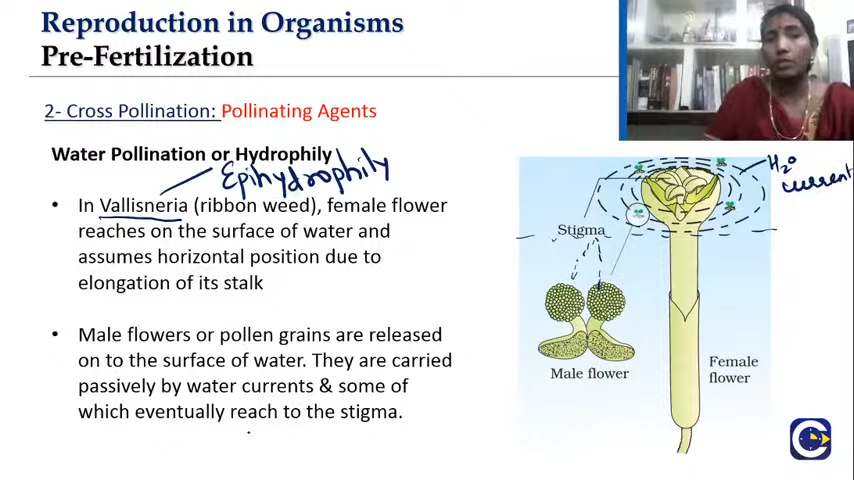 Reproduction in Organisms
Pre-Fertilization
2- Cross Pollination: Pollinating Agents
Water Pollination or Hydrophily
Epihydrophily
• In Vallisneria (ribbon weed), female flower
reaches on the surface of water and
assumes horizontal position due to
elongation of its stalk
• Male flowers or pollen grains are released
on to the surface of water. They are carried
passively by water currents & some of
which eventually reach to the stigma.
H₂O
current
Stigma
Male flower
Female
flower